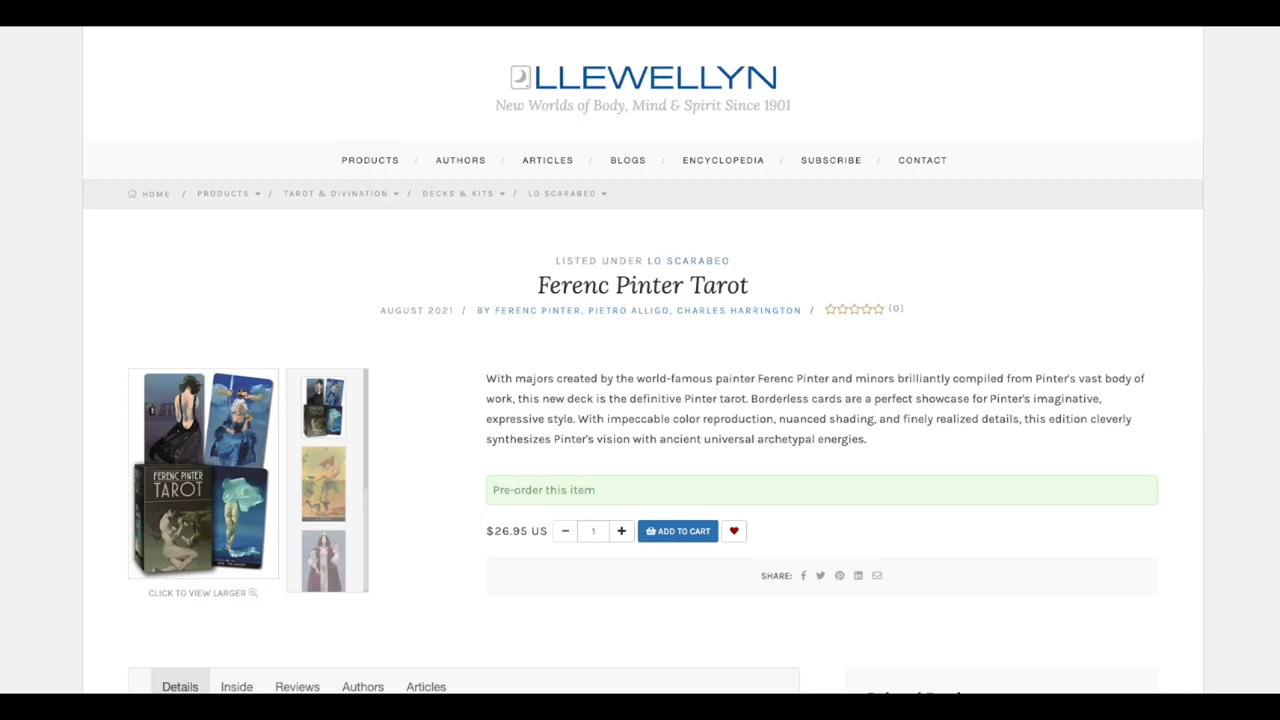 LLEWELLYN
New Worlds of Body, Mind & Spirit Since 1901
PRODUCTS / AUTHORS / ARTICLES / BLOGS / ENCYCLOPEDIA / SUBSCRIBE / CONTACT
HOME / PRODUCTS / TAROT & DIVINATION / DECKS & KITS / LO SCARABEO
LISTED UNDER LO SCARABEO
Ferenc Pinter Tarot
AUGUST 2021 / BY FERENC PINTER, PIETRO ALLIGO, CHARLES HARRINGTON / (0)
With majors created by the world-famous painter Ferenc Pinter and minors brilliantly compiled from Pinter's vast body of
work, this new deck is the definitive Pinter tarot. Borderless cards are a perfect showcase for Pinter's imaginative,
expressive style. With impeccable color reproduction, nuanced shading, and finely realized details, this edition cleverly
synthesizes Pinter's vision with ancient universal archetypal energies.
FERENC PINTER
TAROT
Pre-order this item
$26.95 US − 1 + ADD TO CART
SHARE:
CLICK TO VIEW LARGER
Details Inside Reviews Authors Articles